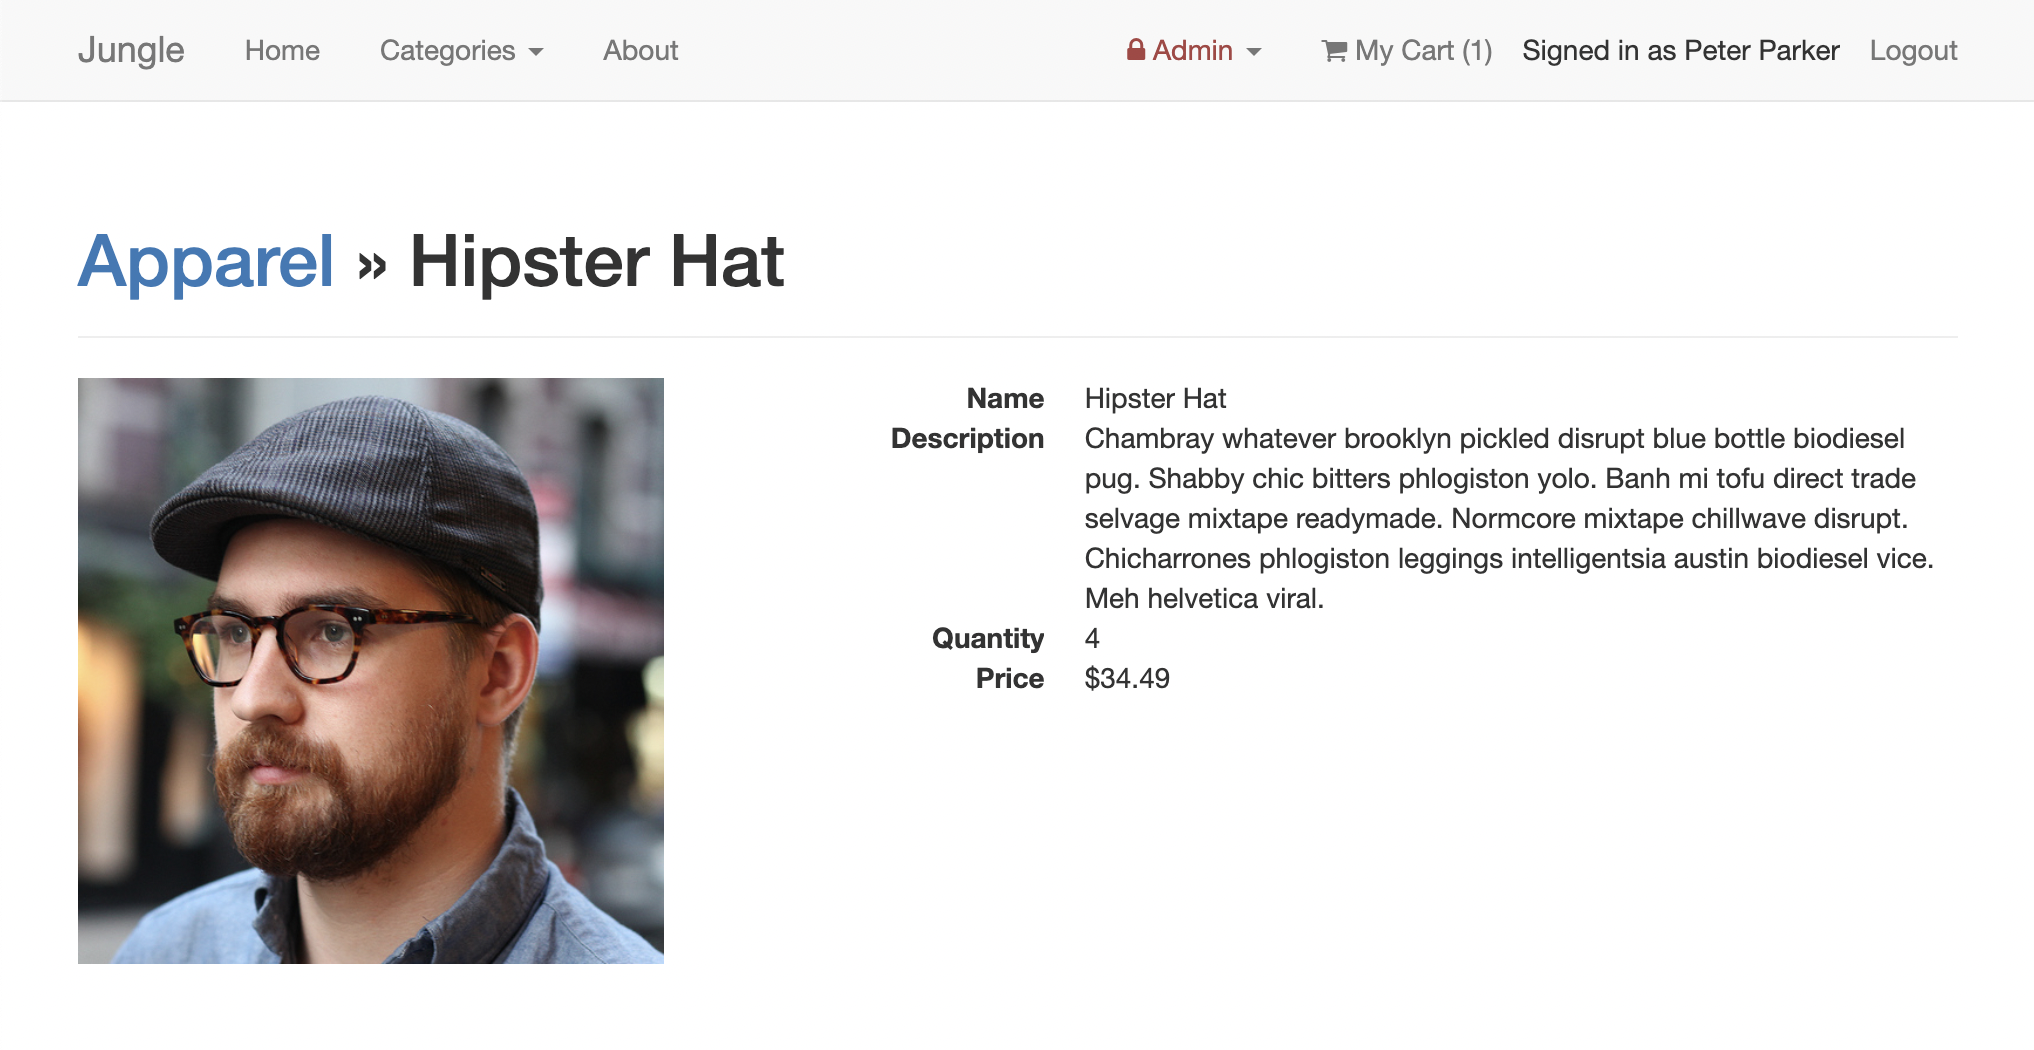 Jungle Home Categories About Admin My Cart (1) Signed in as Peter Parker Logout
Apparel » Hipster Hat
Name Hipster Hat
Description Chambray whatever brooklyn pickled disrupt blue bottle biodiesel
pug. Shabby chic bitters phlogiston yolo. Banh mi tofu direct trade
selvage mixtape readymade. Normcore mixtape chillwave disrupt.
Chicharrones phlogiston leggings intelligentsia austin biodiesel vice.
Meh helvetica viral.
Quantity 4
Price $34.49